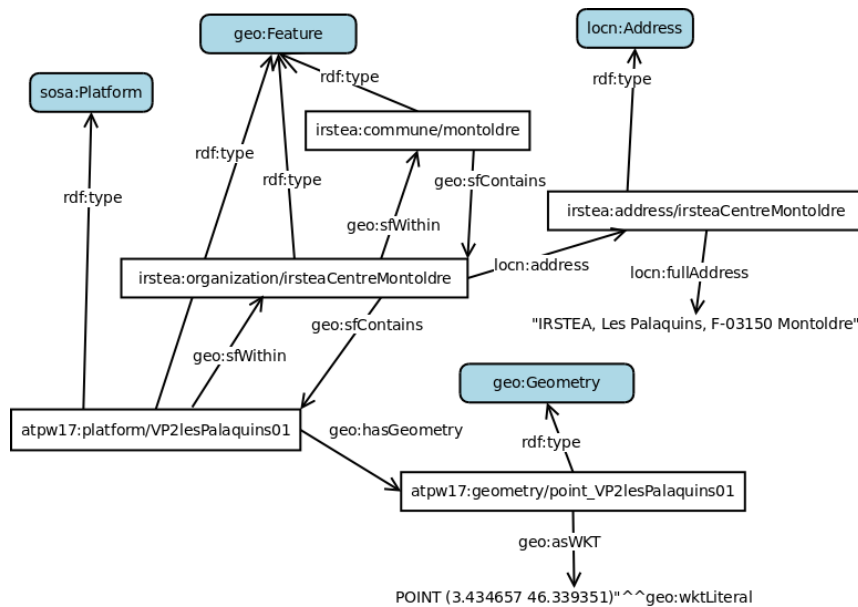 locn:Address
geo:Feature
rdf:type
rdf:type
sosa:Platform
irstea:commune/montoldre
rdf:type
rdf:type
geo:sfContains
rdf:type
irstea:address/irsteaCentreMontoldre
geo:sfWithin
locn:address
irstea:organization/irsteaCentreMontoldre
locn:fullAddress
geo:sfContains
"IRSTEA, Les Palaquins, F-03150 Montoldre"
geo:sfWithin
geo:Geometry
atpw17:platform/VP2lesPalaquins01
geo:hasGeometry
rdf:type
atpw17:geometry/point_VP2lesPalaquins01
geo:asWKT
POINT (3.434657 46.339351)"^^geo:wktLiteral